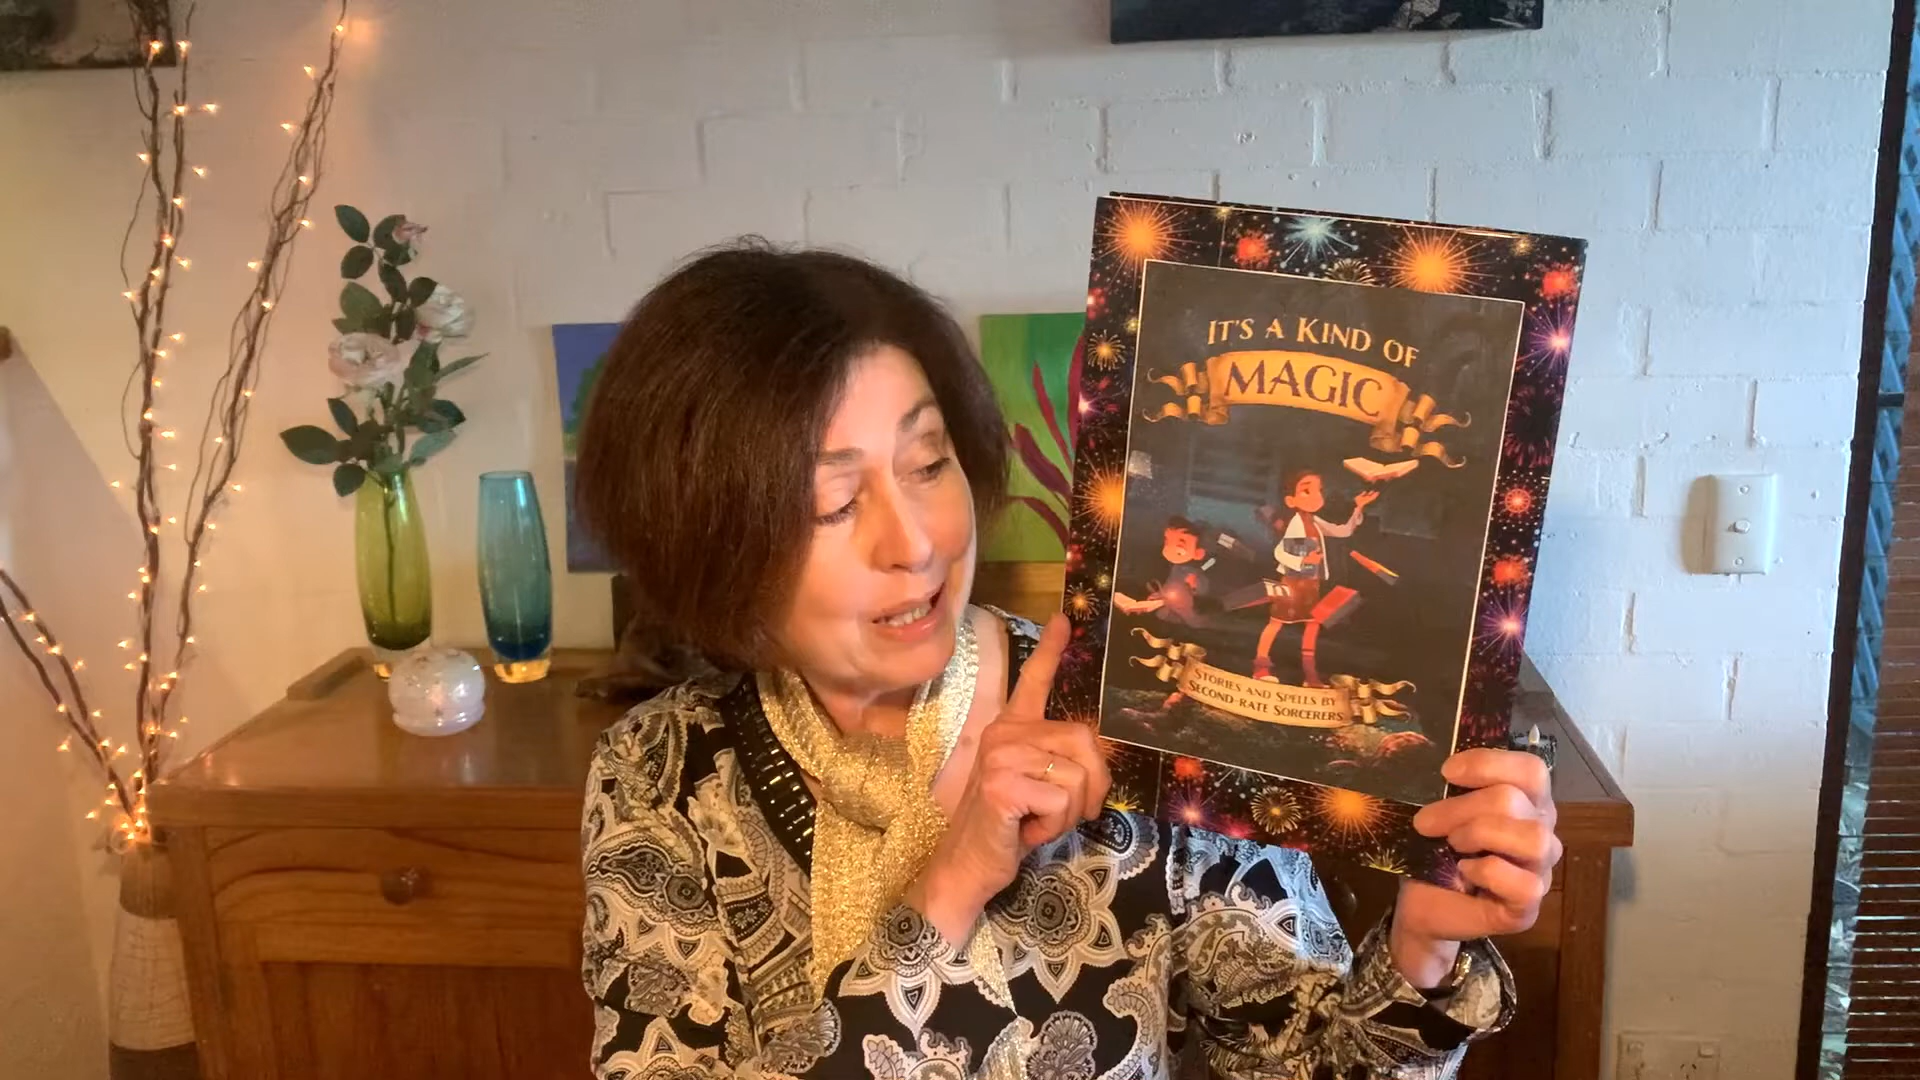 IT'S A KIND OF
MAGIC
STORIES AND SPELLS BY
SECOND-RATE SORCERERS